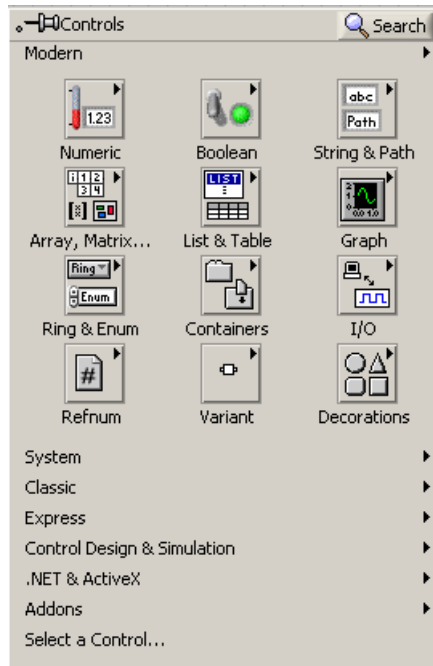 Controls Search
Modern
1.23 abc
Path
Numeric Boolean String & Path
1 2
3 4 LIST
Array, Matrix... List & Table Graph
Ring
Enum
Ring & Enum Containers I/O
#
Refnum Variant Decorations
System
Classic
Express
Control Design & Simulation
.NET & ActiveX
Addons
Select a Control...